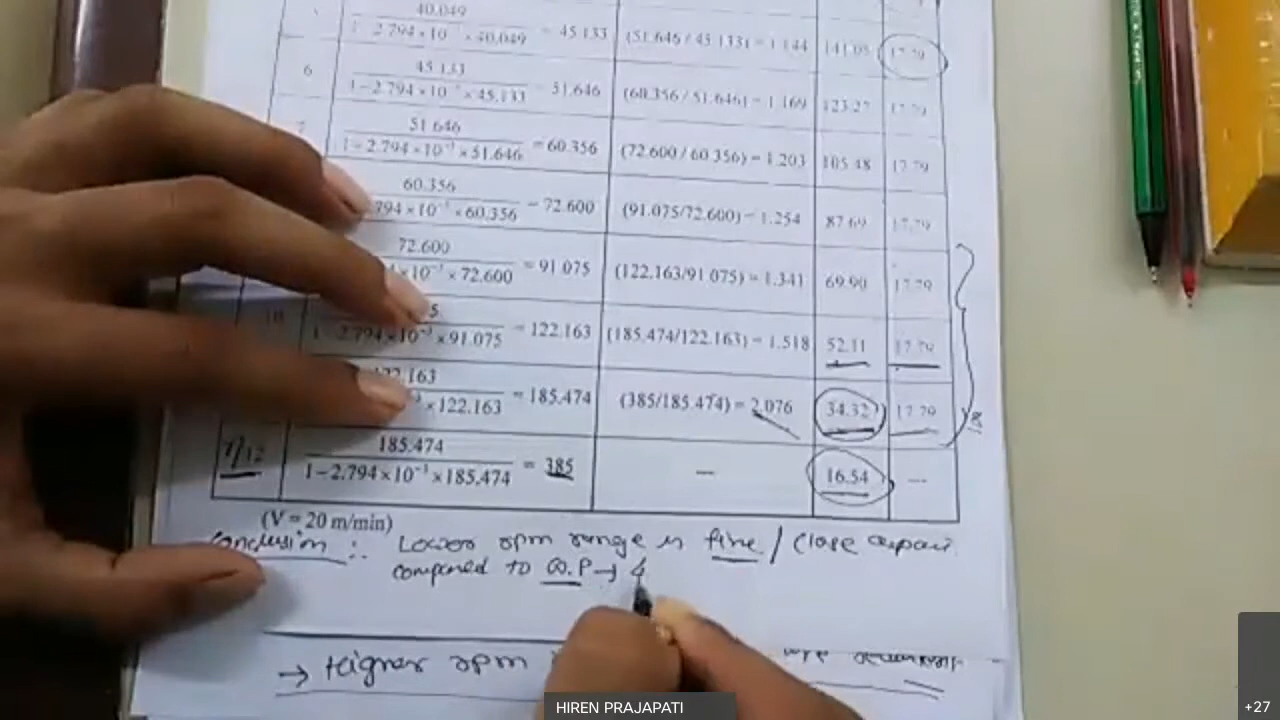 40.049
1-2.794×10⁻³×40.049 = 45.133 (51.646 / 45.133) = 1.144 141.05 17.79
6 45.133
1-2.794×10⁻³×45.133 = 51.646 (60.356 / 51.646) = 1.169 123.27 17.79
7 51.646
1-2.794×10⁻³×51.646 = 60.356 (72.600 / 60.356) = 1.203 105.48 17.79
60.356
794×10⁻³×60.356 = 72.600 (91.075/72.600) = 1.254 87.69 17.79
72.600
×10⁻³×72.600 = 91.075 (122.163/91.075) = 1.341 69.90 17.79
10 5
1-2.794×10⁻³×91.075 = 122.163 (185.474/122.163) = 1.518 52.11 17.79
122.163
×122.163 = 185.474 (385/185.474) = 2.076 34.32 17.79
185.474
1-2.794×10⁻³×185.474 = 385 — 16.54 —
(V = 20 m/min)
Conclusion :. Lower rpm range is fine / close
compared to G.P →
→ Higher rpm
HIREN PRAJAPATI
+27